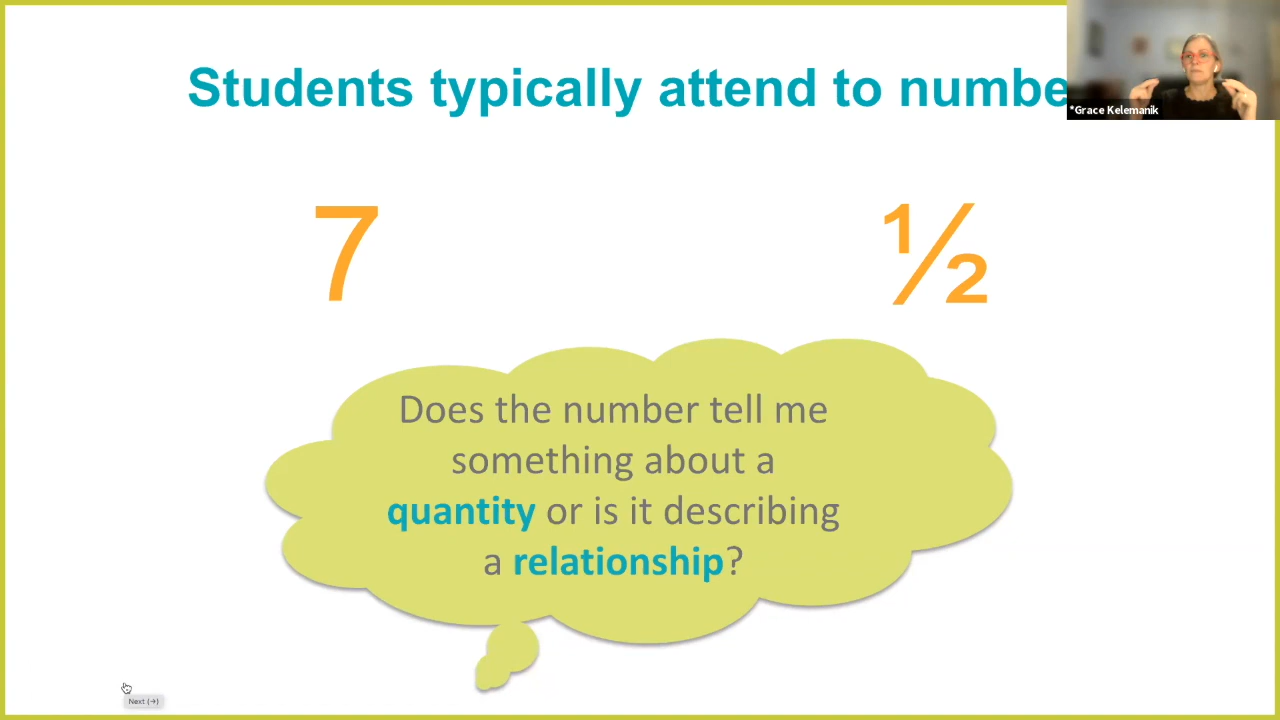 Students typically attend to numbe
*Grace Kelemanik
7
½
Does the number tell me
something about a
quantity or is it describing
a relationship?
Next (→)